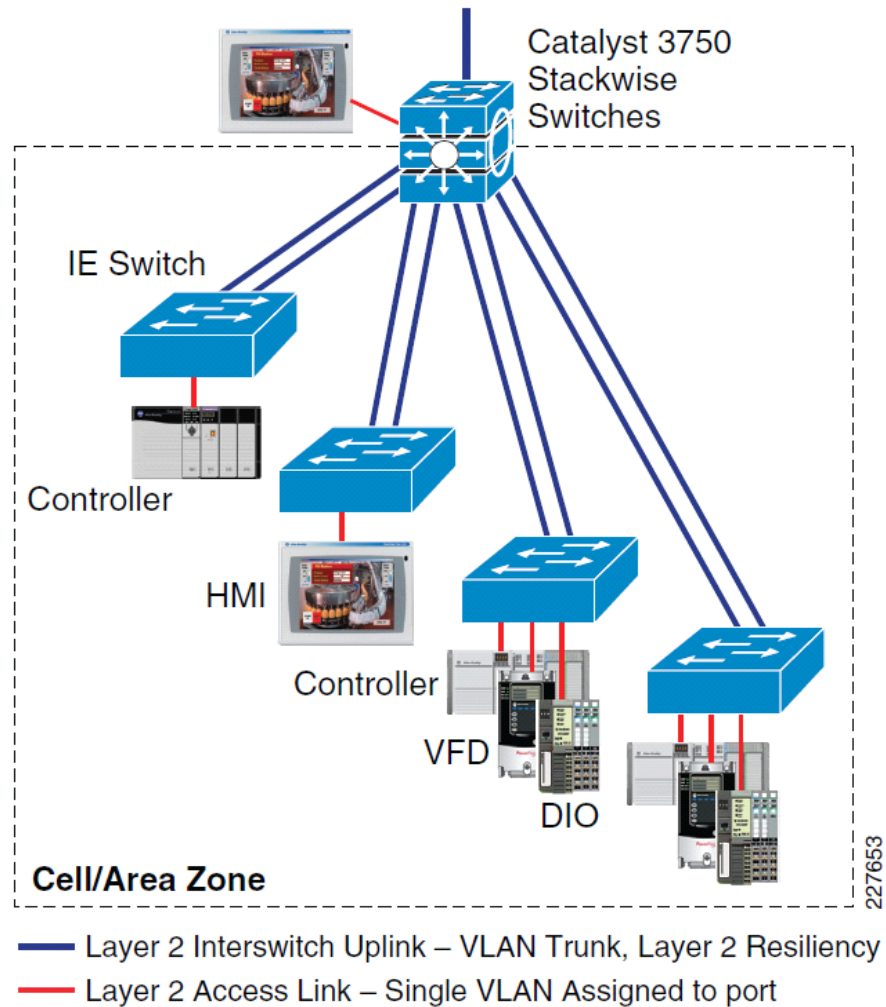 Catalyst 3750
Stackwise
Switches
IE Switch
Controller
HMI
Controller
VFD
DIO
Cell/Area Zone
227653
Layer 2 Interswitch Uplink – VLAN Trunk, Layer 2 Resiliency
Layer 2 Access Link – Single VLAN Assigned to port